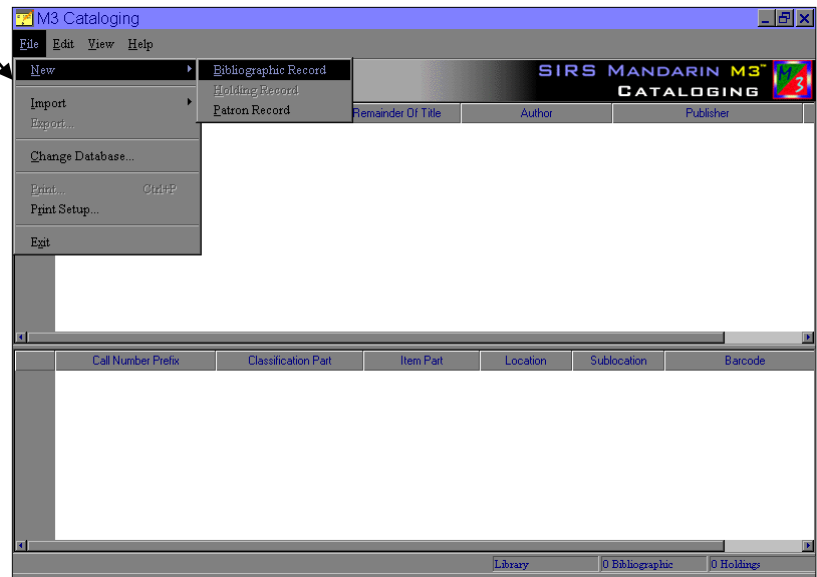 M3 Cataloging
File Edit View Help
New Bibliographic Record
Holding Record
Patron Record
Import
Export...
Change Database...
Print... Ctrl+P
Print Setup...
Exit
SIRS MANDARIN M3™
CATALOGING
M3
Remainder Of Title Author Publisher
Call Number Prefix Classification Part Item Part Location Sublocation Barcode
Library 0 Bibliographic 0 Holdings